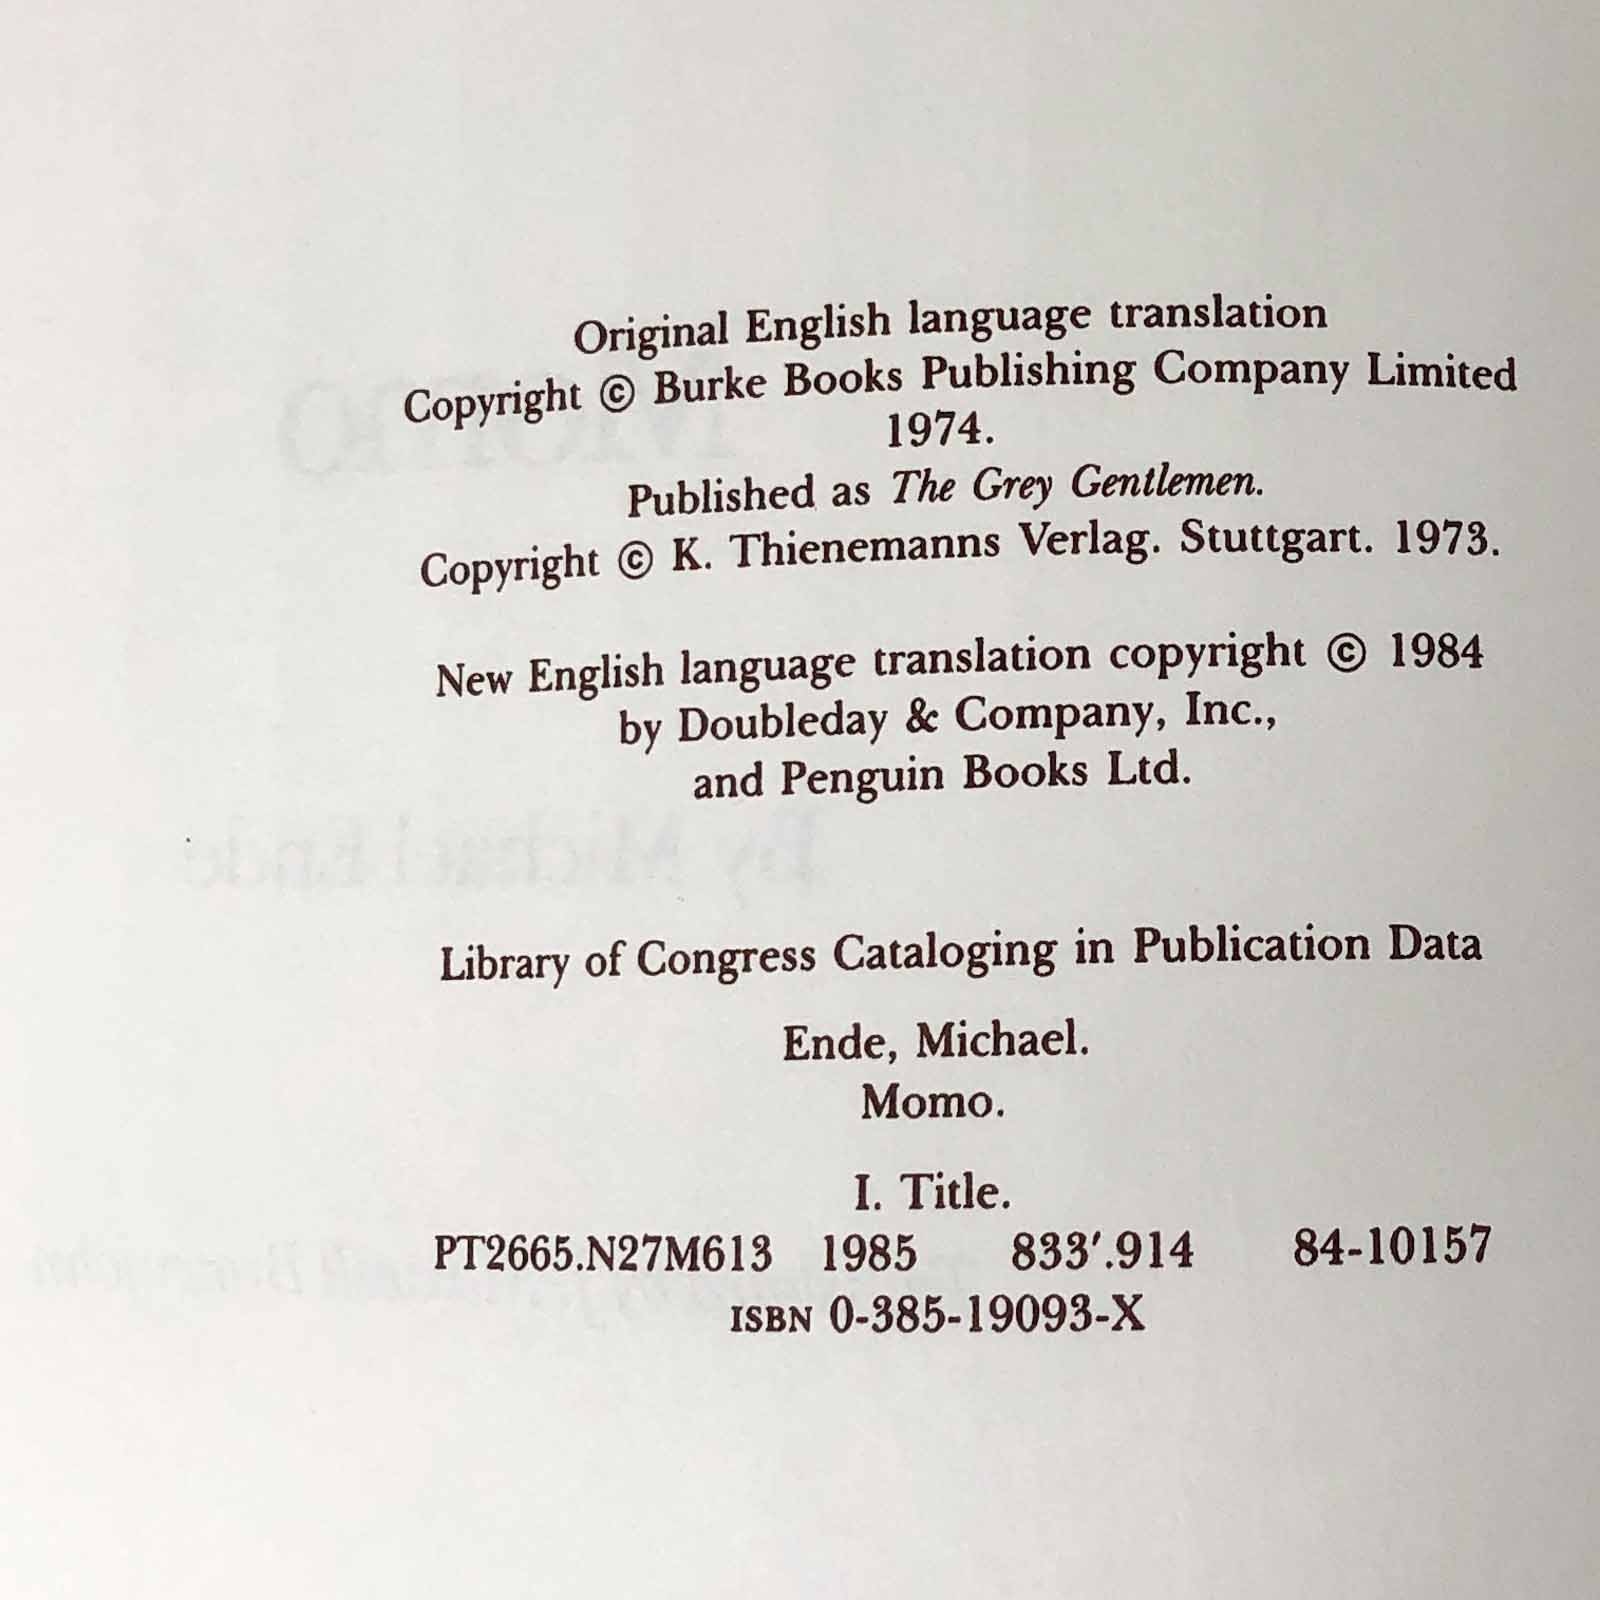 Original English language translation
Copyright © Burke Books Publishing Company Limited
1974.
Published as The Grey Gentlemen.
Copyright © K. Thienemanns Verlag. Stuttgart. 1973.
New English language translation copyright © 1984
by Doubleday & Company, Inc.,
and Penguin Books Ltd.
Library of Congress Cataloging in Publication Data
Ende, Michael.
Momo.
I. Title.
PT2665.N27M613 1985 833′.914 84-10157
ISBN 0-385-19093-X